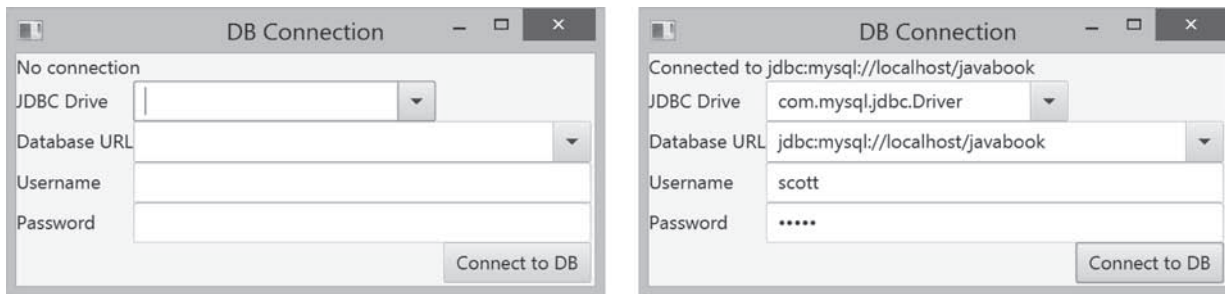 DB Connection
No connection
JDBC Drive
Database URL
Username
Password
Connect to DB
DB Connection
Connected to jdbc:mysql://localhost/javabook
JDBC Drive com.mysql.jdbc.Driver
Database URL jdbc:mysql://localhost/javabook
Username scott
Password •••••
Connect to DB